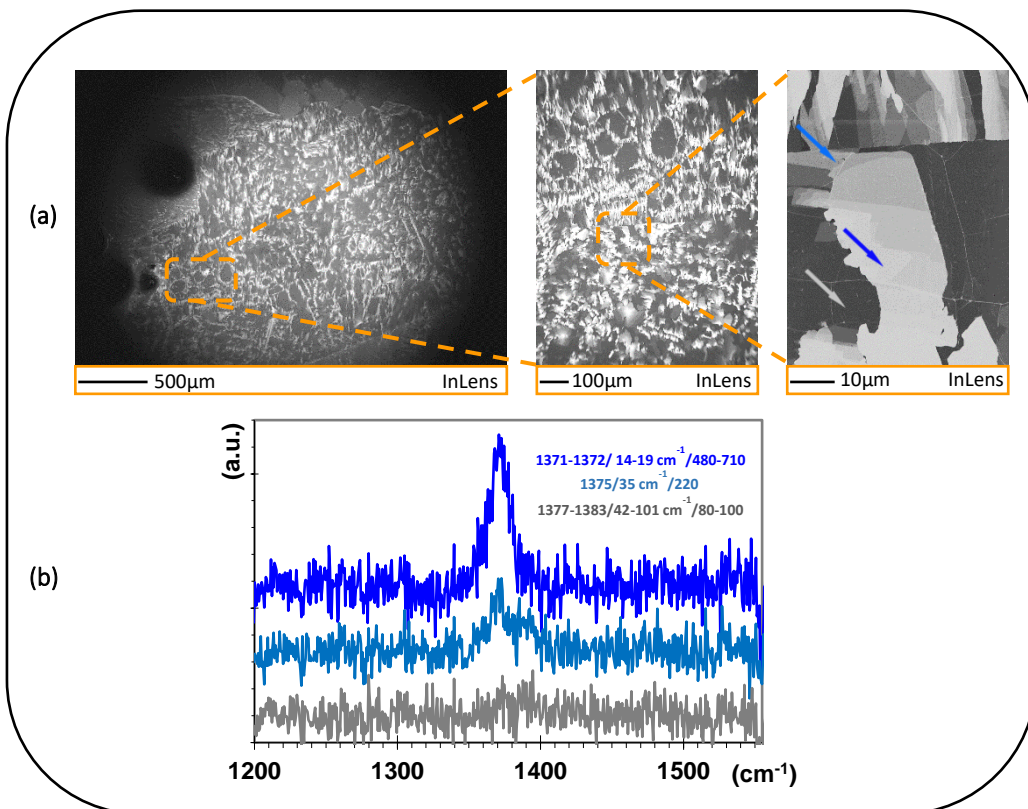 (a)
500µm InLens
100µm InLens
10µm InLens
(b)
(a.u.)
1371-1372/ 14-19 cm⁻¹/480-710
1375/35 cm⁻¹/220
1377-1383/42-101 cm⁻¹/80-100
1200 1300 1400 1500 (cm⁻¹)